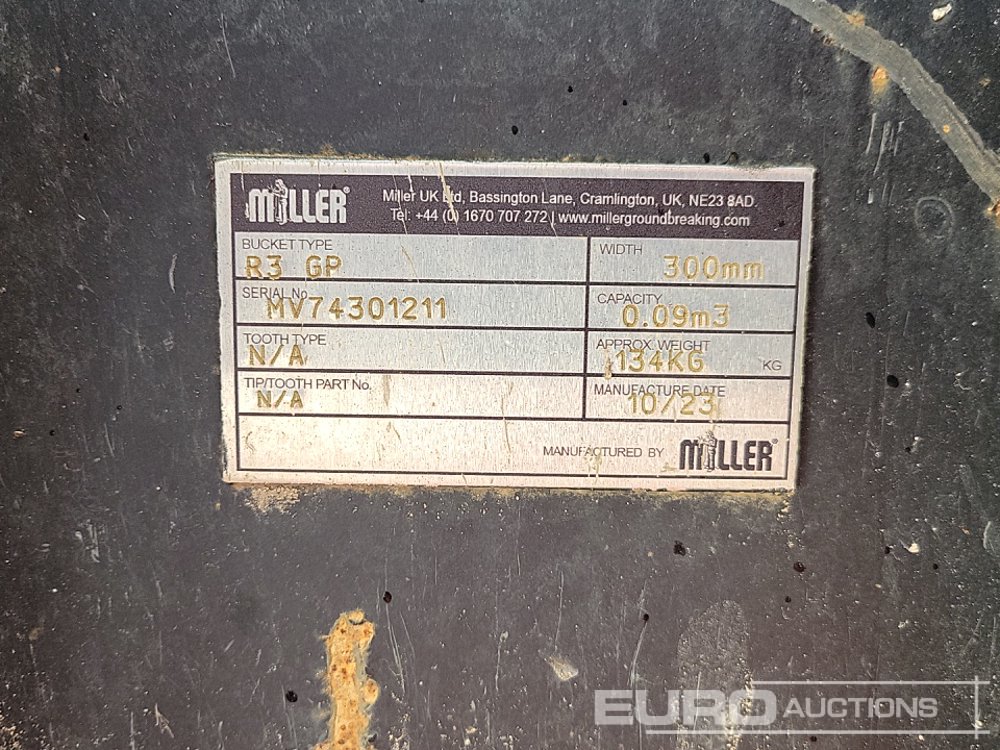 MILLER®
Miller UK Ltd, Bassington Lane, Cramlington, UK, NE23 8AD.
Tel: +44 (0) 1670 707 272 | www.millergroundbreaking.com
BUCKET TYPE
R3 GP
WIDTH
300mm
SERIAL No.
MV74301211
CAPACITY
0.09m3
TOOTH TYPE
N/A
APPROX. WEIGHT
134KG KG
TIP/TOOTH PART No.
N/A
MANUFACTURE DATE
10/23
MANUFACTURED BY MILLER®
EURO AUCTIONS